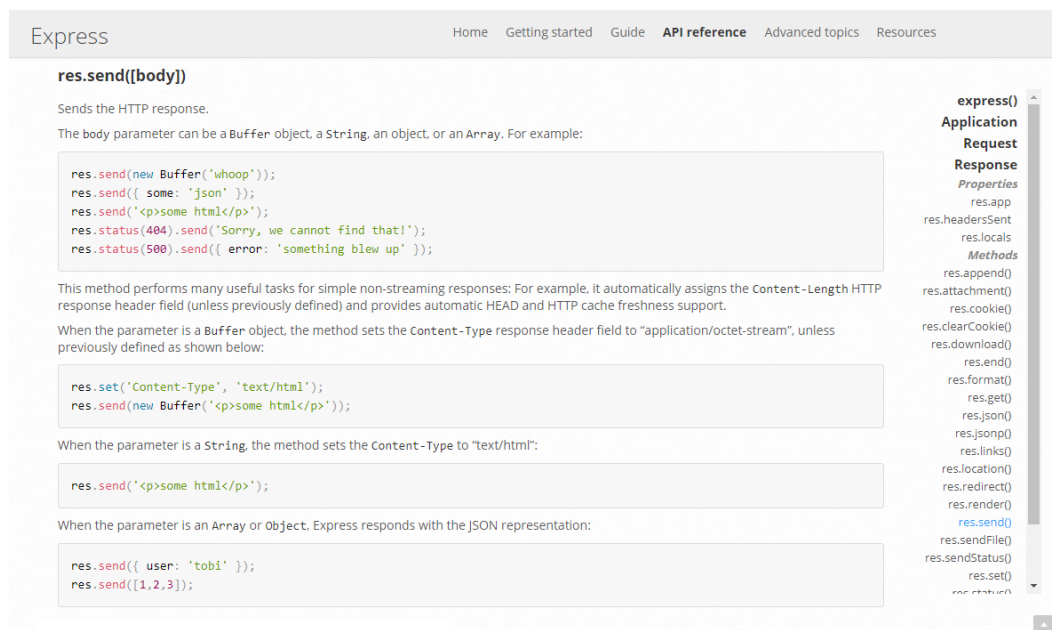 Express
Home Getting started Guide API reference Advanced topics Resources
res.send([body])
Sends the HTTP response.
The body parameter can be a Buffer object, a String, an object, or an Array. For example:
res.send(new Buffer('whoop'));
res.send({ some: 'json' });
res.send('<p>some html</p>');
res.status(404).send('Sorry, we cannot find that!');
res.status(500).send({ error: 'something blew up' });
This method performs many useful tasks for simple non-streaming responses: For example, it automatically assigns the Content-Length HTTP
response header field (unless previously defined) and provides automatic HEAD and HTTP cache freshness support.
When the parameter is a Buffer object, the method sets the Content-Type response header field to “application/octet-stream”, unless
previously defined as shown below:
res.set('Content-Type', 'text/html');
res.send(new Buffer('<p>some html</p>'));
When the parameter is a String, the method sets the Content-Type to “text/html”:
res.send('<p>some html</p>');
When the parameter is an Array or Object, Express responds with the JSON representation:
res.send({ user: 'tobi' });
res.send([1,2,3]);
express()
Application
Request
Response
Properties
res.app
res.headersSent
res.locals
Methods
res.append()
res.attachment()
res.cookie()
res.clearCookie()
res.download()
res.end()
res.format()
res.get()
res.json()
res.jsonp()
res.links()
res.location()
res.redirect()
res.render()
res.send()
res.sendFile()
res.sendStatus()
res.set()
res.status()